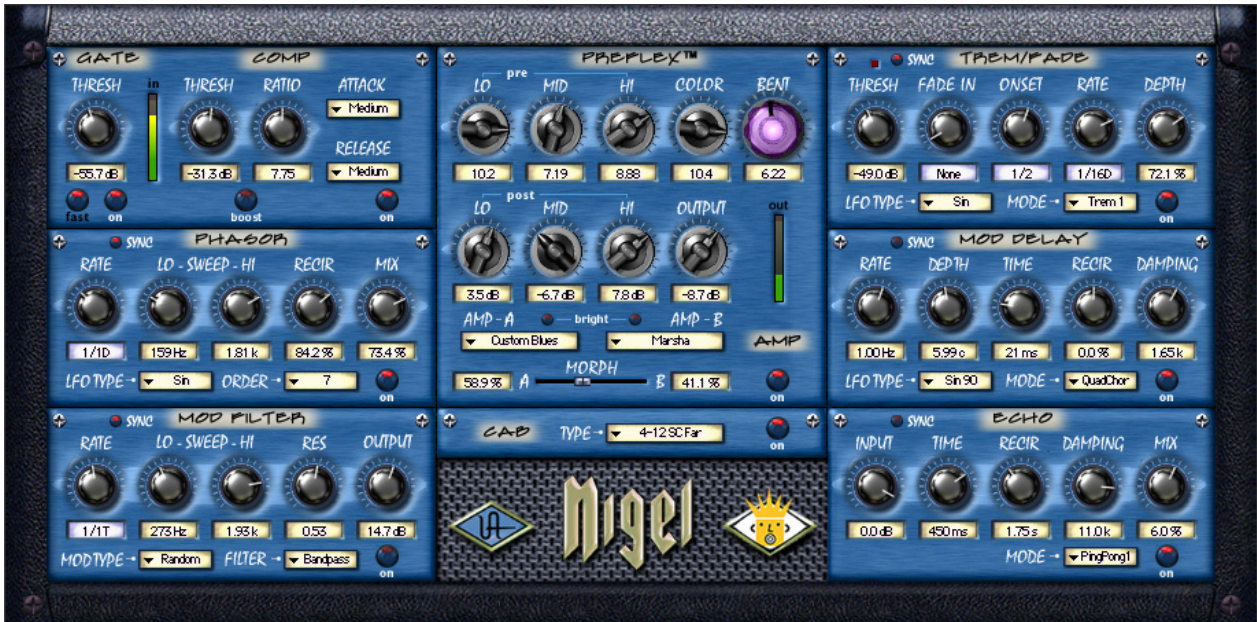 GATE COMP
THRESH in THRESH RATIO ATTACK
Medium
RELEASE
-55.7 dB -31.3 dB 7.75 Medium
fast on boost on
PREFLEX™
pre
LO MID HI COLOR BENT
10.2 7.19 8.88 10.4 6.22
post
LO MID HI OUTPUT out
3.5 dB -6.7 dB 7.8 dB -8.7 dB
AMP - A bright AMP - B
Custom Blues Marsha AMP
MORPH
58.9 % A B 41.1 % on
SYNC TREM/FADE
THRESH FADE IN ONSET RATE DEPTH
-49.0 dB None 1/2 1/16D 72.1 %
LFO TYPE Sin MODE Trem 1 on
SYNC PHASOR
RATE LO - SWEEP - HI RECIR MIX
1/1D 159 Hz 1.81 k 84.2 % 73.4 %
LFO TYPE Sin ORDER 7 on
SYNC MOD DELAY
RATE DEPTH TIME RECIR DAMPING
1.00 Hz 5.99 c 21 ms 0.0 % 1.65 k
LFO TYPE Sin 90 MODE QuadChor on
SYNC MOD FILTER
RATE LO - SWEEP - HI RES OUTPUT
1/1T 273 Hz 1.93 k 0.53 14.7 dB
MOD TYPE Random FILTER Bandpass on
CAB TYPE 4-12 SC Far on
UA Nigel
SYNC ECHO
INPUT TIME RECIR DAMPING MIX
0.0 dB 450 ms 1.75 s 11.0 k 6.0 %
MODE PingPong1 on